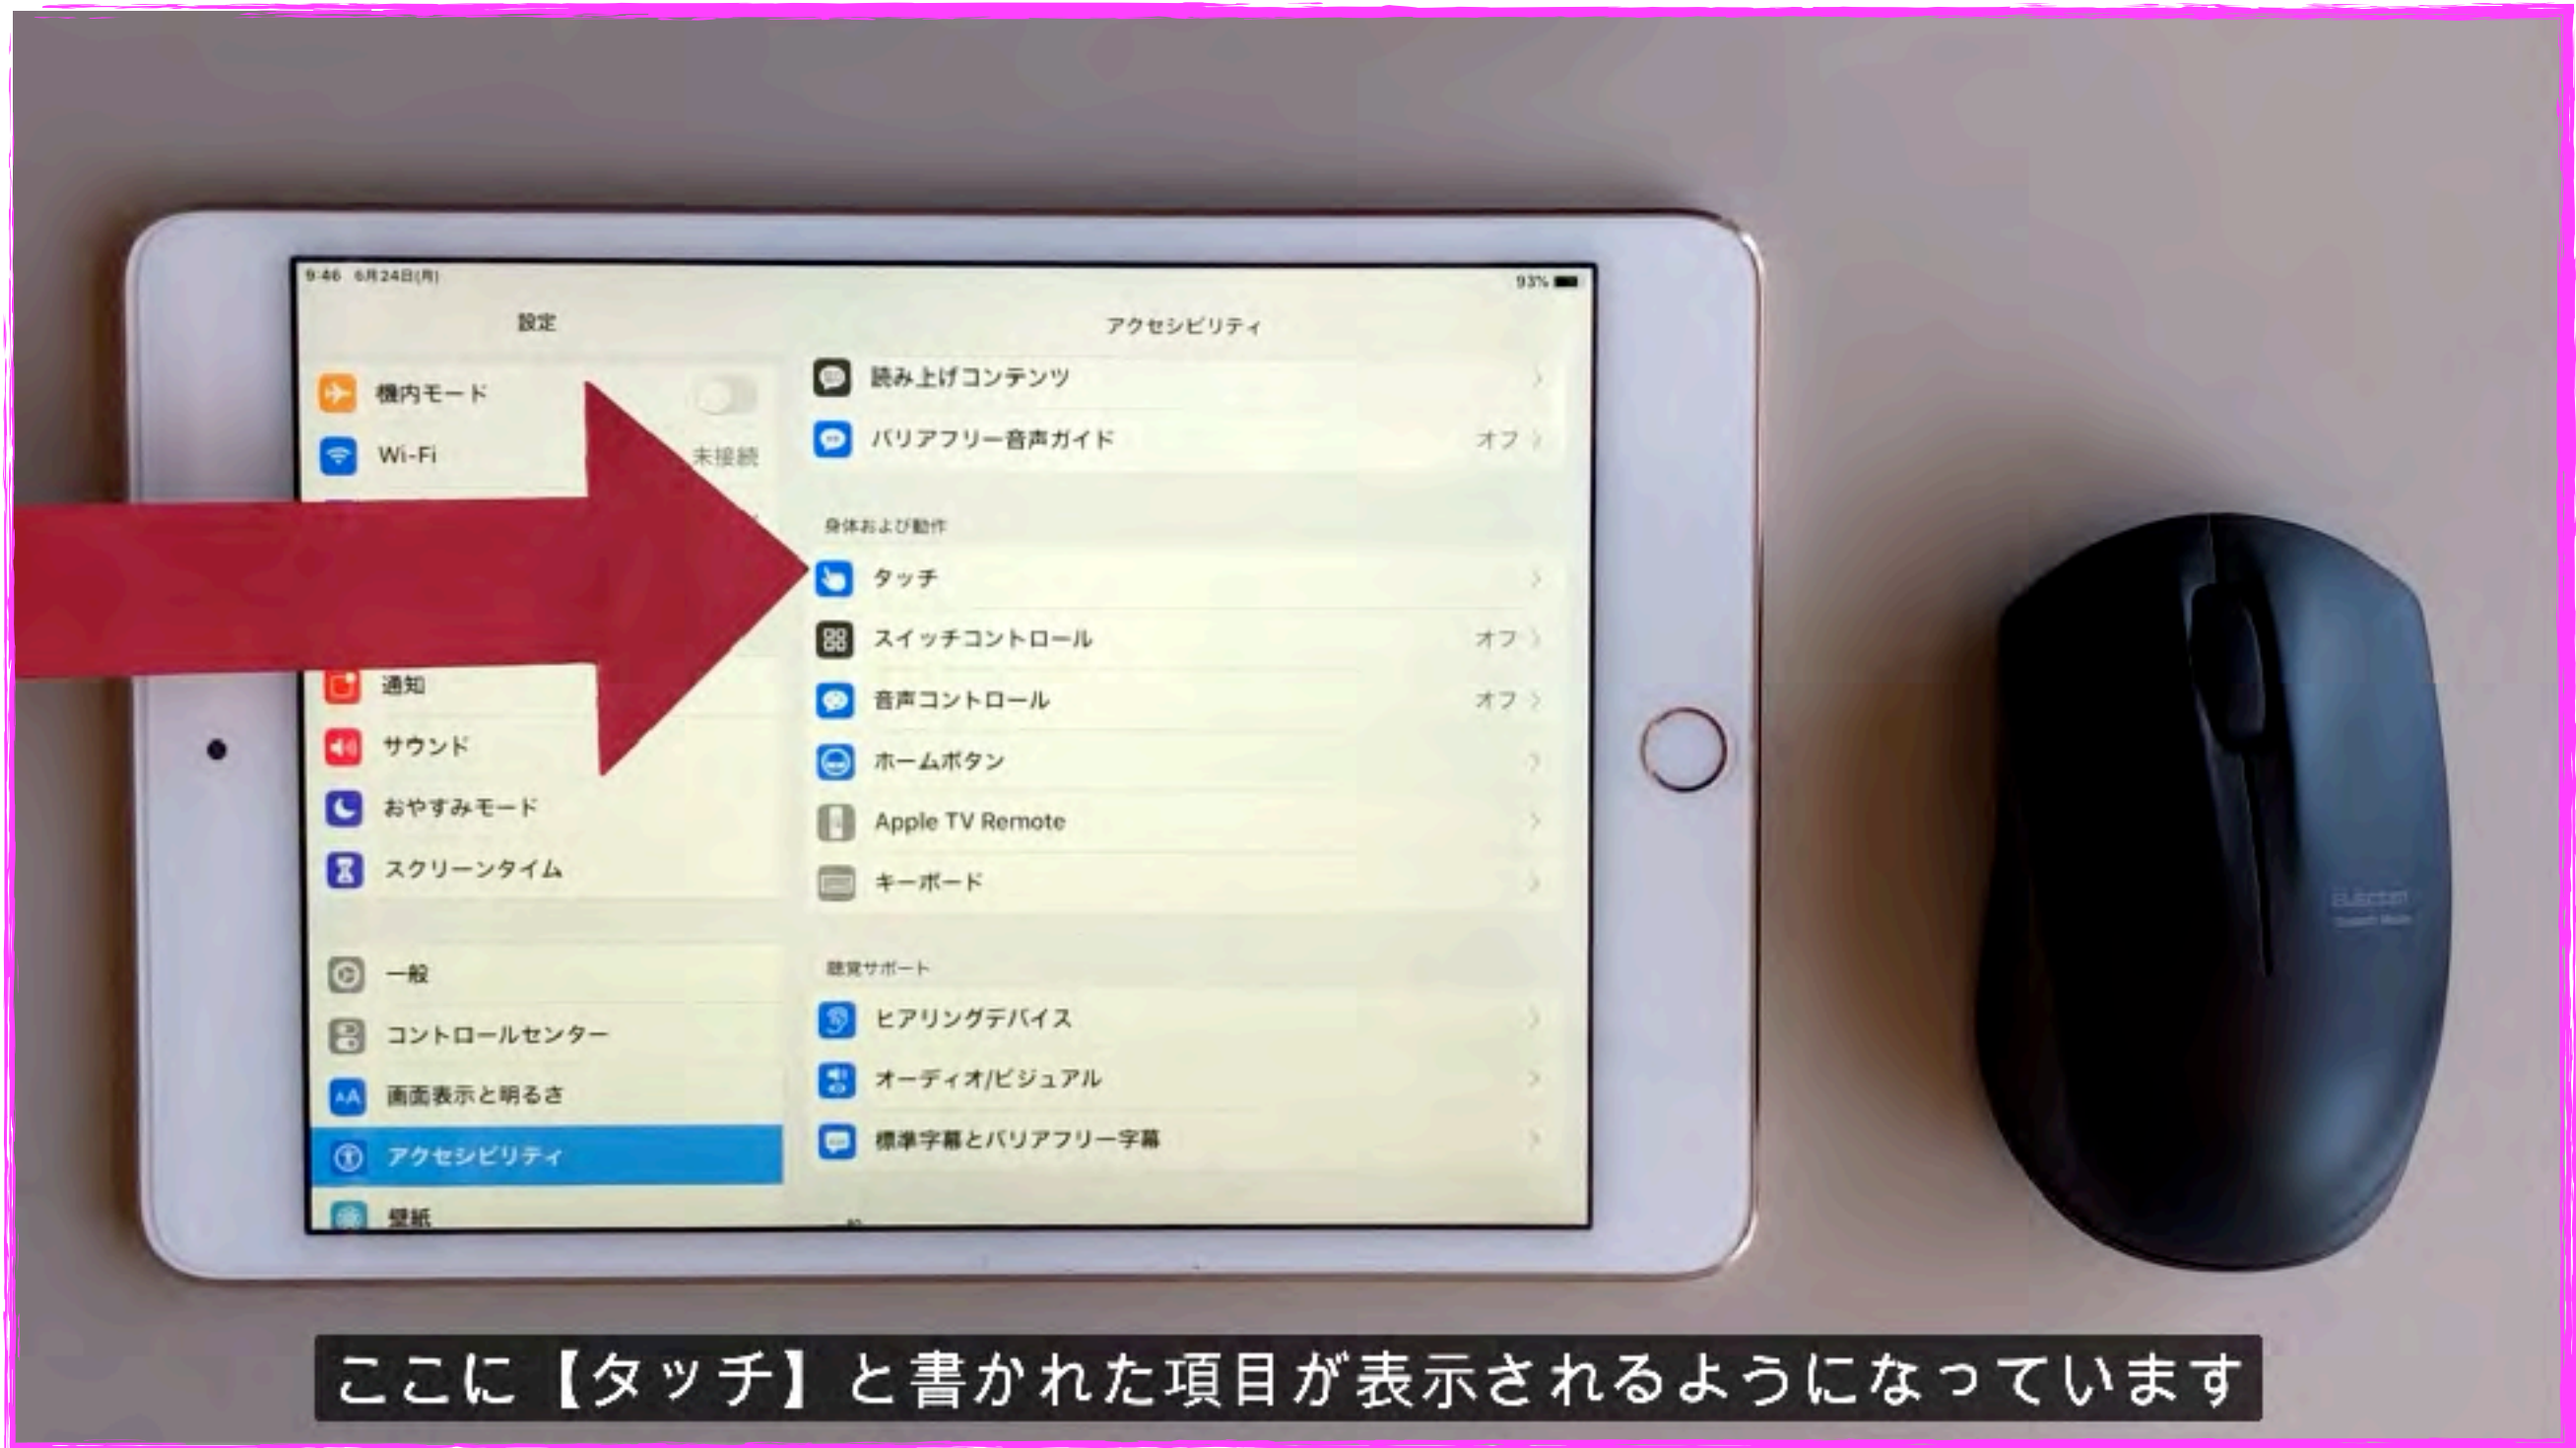 9:46 6月24日(月)
93%
設定
機内モード
Wi-Fi 未接続
通知
サウンド
おやすみモード
スクリーンタイム
一般
コントロールセンター
画面表示と明るさ
アクセシビリティ
壁紙
アクセシビリティ
読み上げコンテンツ
バリアフリー音声ガイド オフ
身体および動作
タッチ
スイッチコントロール オフ
音声コントロール オフ
ホームボタン
Apple TV Remote
キーボード
聴覚サポート
ヒアリングデバイス
オーディオ/ビジュアル
標準字幕とバリアフリー字幕
ELECOM
ここに【タッチ】と書かれた項目が表示されるようになっています